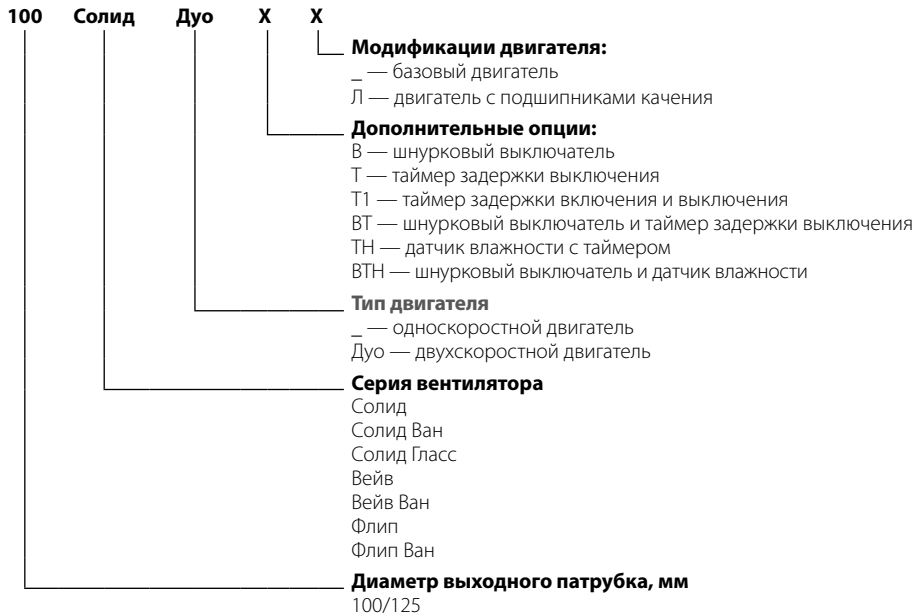 100 Солид Дуо X X
Модификации двигателя:
_ — базовый двигатель
Л — двигатель с подшипниками качения
Дополнительные опции:
В — шнурковый выключатель
Т — таймер задержки выключения
Т1 — таймер задержки включения и выключения
ВТ — шнурковый выключатель и таймер задержки выключения
ТН — датчик влажности с таймером
ВТН — шнурковый выключатель и датчик влажности
Тип двигателя
_ — односкоростной двигатель
Дуо — двухскоростной двигатель
Серия вентилятора
Солид
Солид Ван
Солид Гласс
Вейв
Вейв Ван
Флип
Флип Ван
Диаметр выходного патрубка, мм
100/125